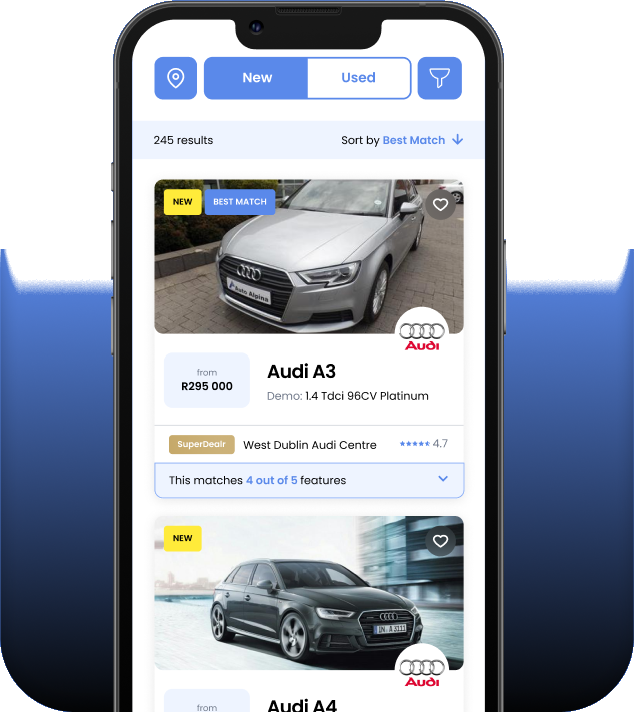 New
Used
245 results
Sort by Best Match
NEW
BEST MATCH
Auto Alpina
Audi
from
R295 000
Audi A3
Demo: 1.4 Tdci 96CV Platinum
SuperDealr
West Dublin Audi Centre
4.7
This matches 4 out of 5 features
NEW
IN·A 3111
Audi
from
Audi A4